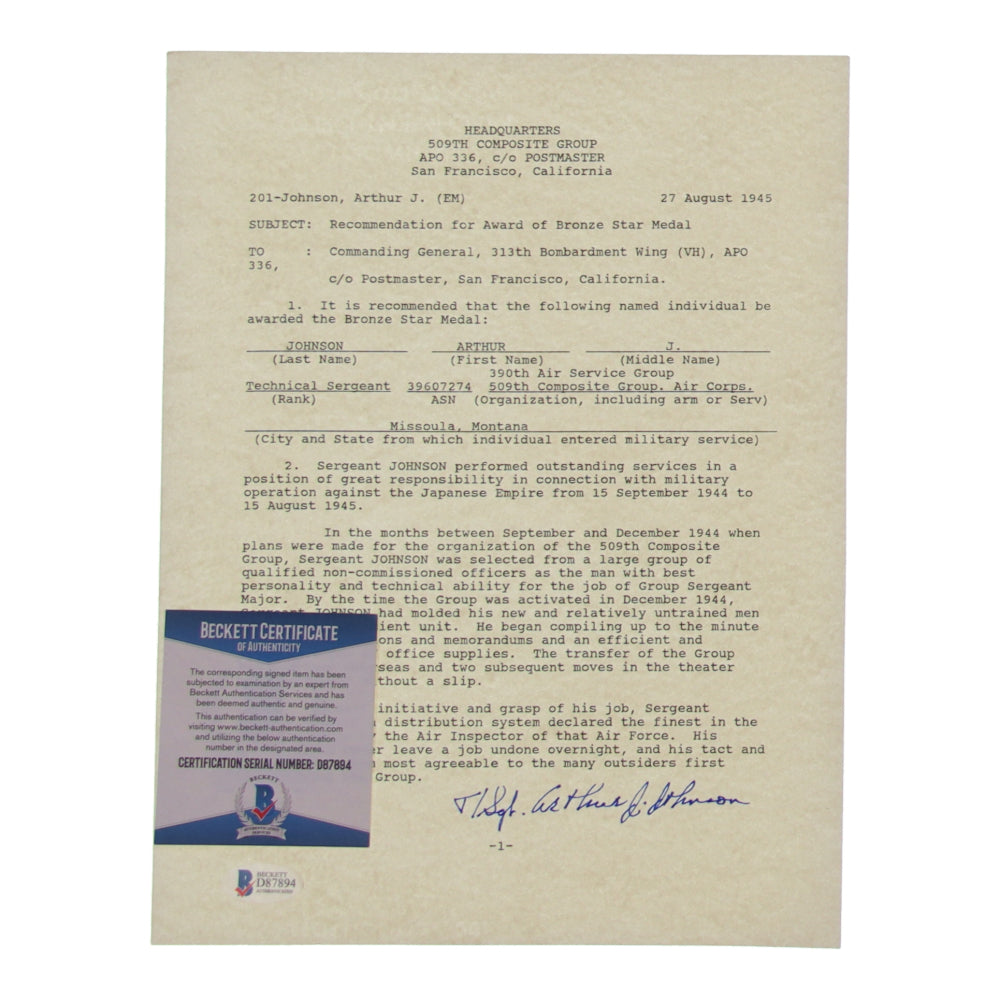 HEADQUARTERS
509TH COMPOSITE GROUP
APO 336, c/o POSTMASTER
San Francisco, California
201-Johnson, Arthur J. (EM) 27 August 1945
SUBJECT: Recommendation for Award of Bronze Star Medal
TO : Commanding General, 313th Bombardment Wing (VH), APO
336,
c/o Postmaster, San Francisco, California.
1. It is recommended that the following named individual be
awarded the Bronze Star Medal:
JOHNSON ARTHUR J.
(Last Name) (First Name) (Middle Name)
390th Air Service Group
Technical Sergeant 39607274 509th Composite Group. Air Corps.
(Rank) ASN (Organization, including arm or Serv)
Missoula, Montana
(City and State from which individual entered military service)
2. Sergeant JOHNSON performed outstanding services in a
position of great responsibility in connection with military
operation against the Japanese Empire from 15 September 1944 to
15 August 1945.
In the months between September and December 1944 when
plans were made for the organization of the 509th Composite
Group, Sergeant JOHNSON was selected from a large group of
qualified non-commissioned officers as the man with best
personality and technical ability for the job of Group Sergeant
Major. By the time the Group was activated in December 1944,
Sergeant JOHNSON had molded his new and relatively untrained men
ient unit. He began compiling up to the minute
ons and memorandums and an efficient and
office supplies. The transfer of the Group
rseas and two subsequent moves in the theater
thout a slip.
initiative and grasp of his job, Sergeant
distribution system declared the finest in the
the Air Inspector of that Air Force. His
er leave a job undone overnight, and his tact and
most agreeable to the many outsiders first
Group.
T/Sgt. Arthur J. Johnson
-1-
BECKETT CERTIFICATE
OF AUTHENTICITY
The corresponding signed item has been
subjected to examination by an expert from
Beckett Authentication Services and has
been deemed authentic and genuine.
This authentication can be verified by
visiting www.beckett-authentication.com
and utilizing the below authentication
number in the designated area.
CERTIFICATION SERIAL NUMBER: D87894
BECKETT
B
AUTHENTICATION
SERVICES
B
BECKETT
D87894
AUTHENTICATED